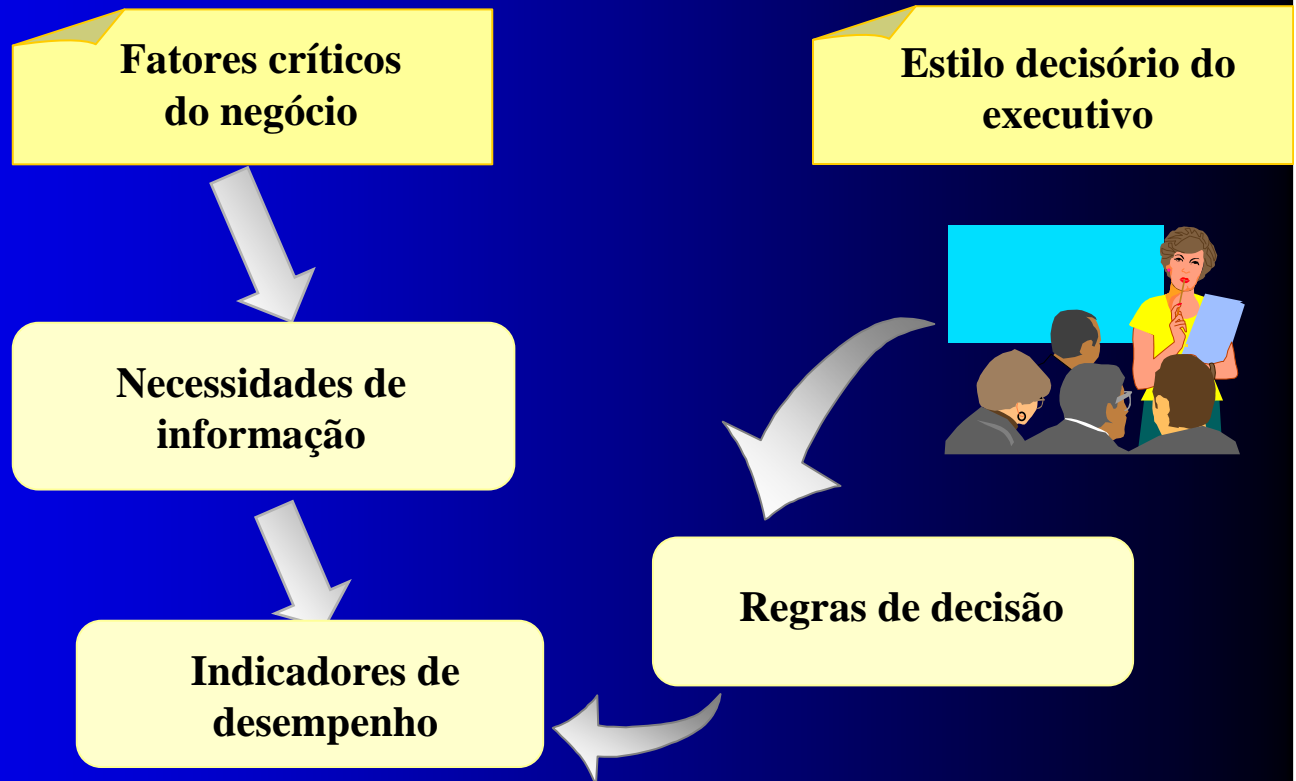 Fatores críticos
do negócio
Estilo decisório do
executivo
Necessidades de
informação
Regras de decisão
Indicadores de
desempenho